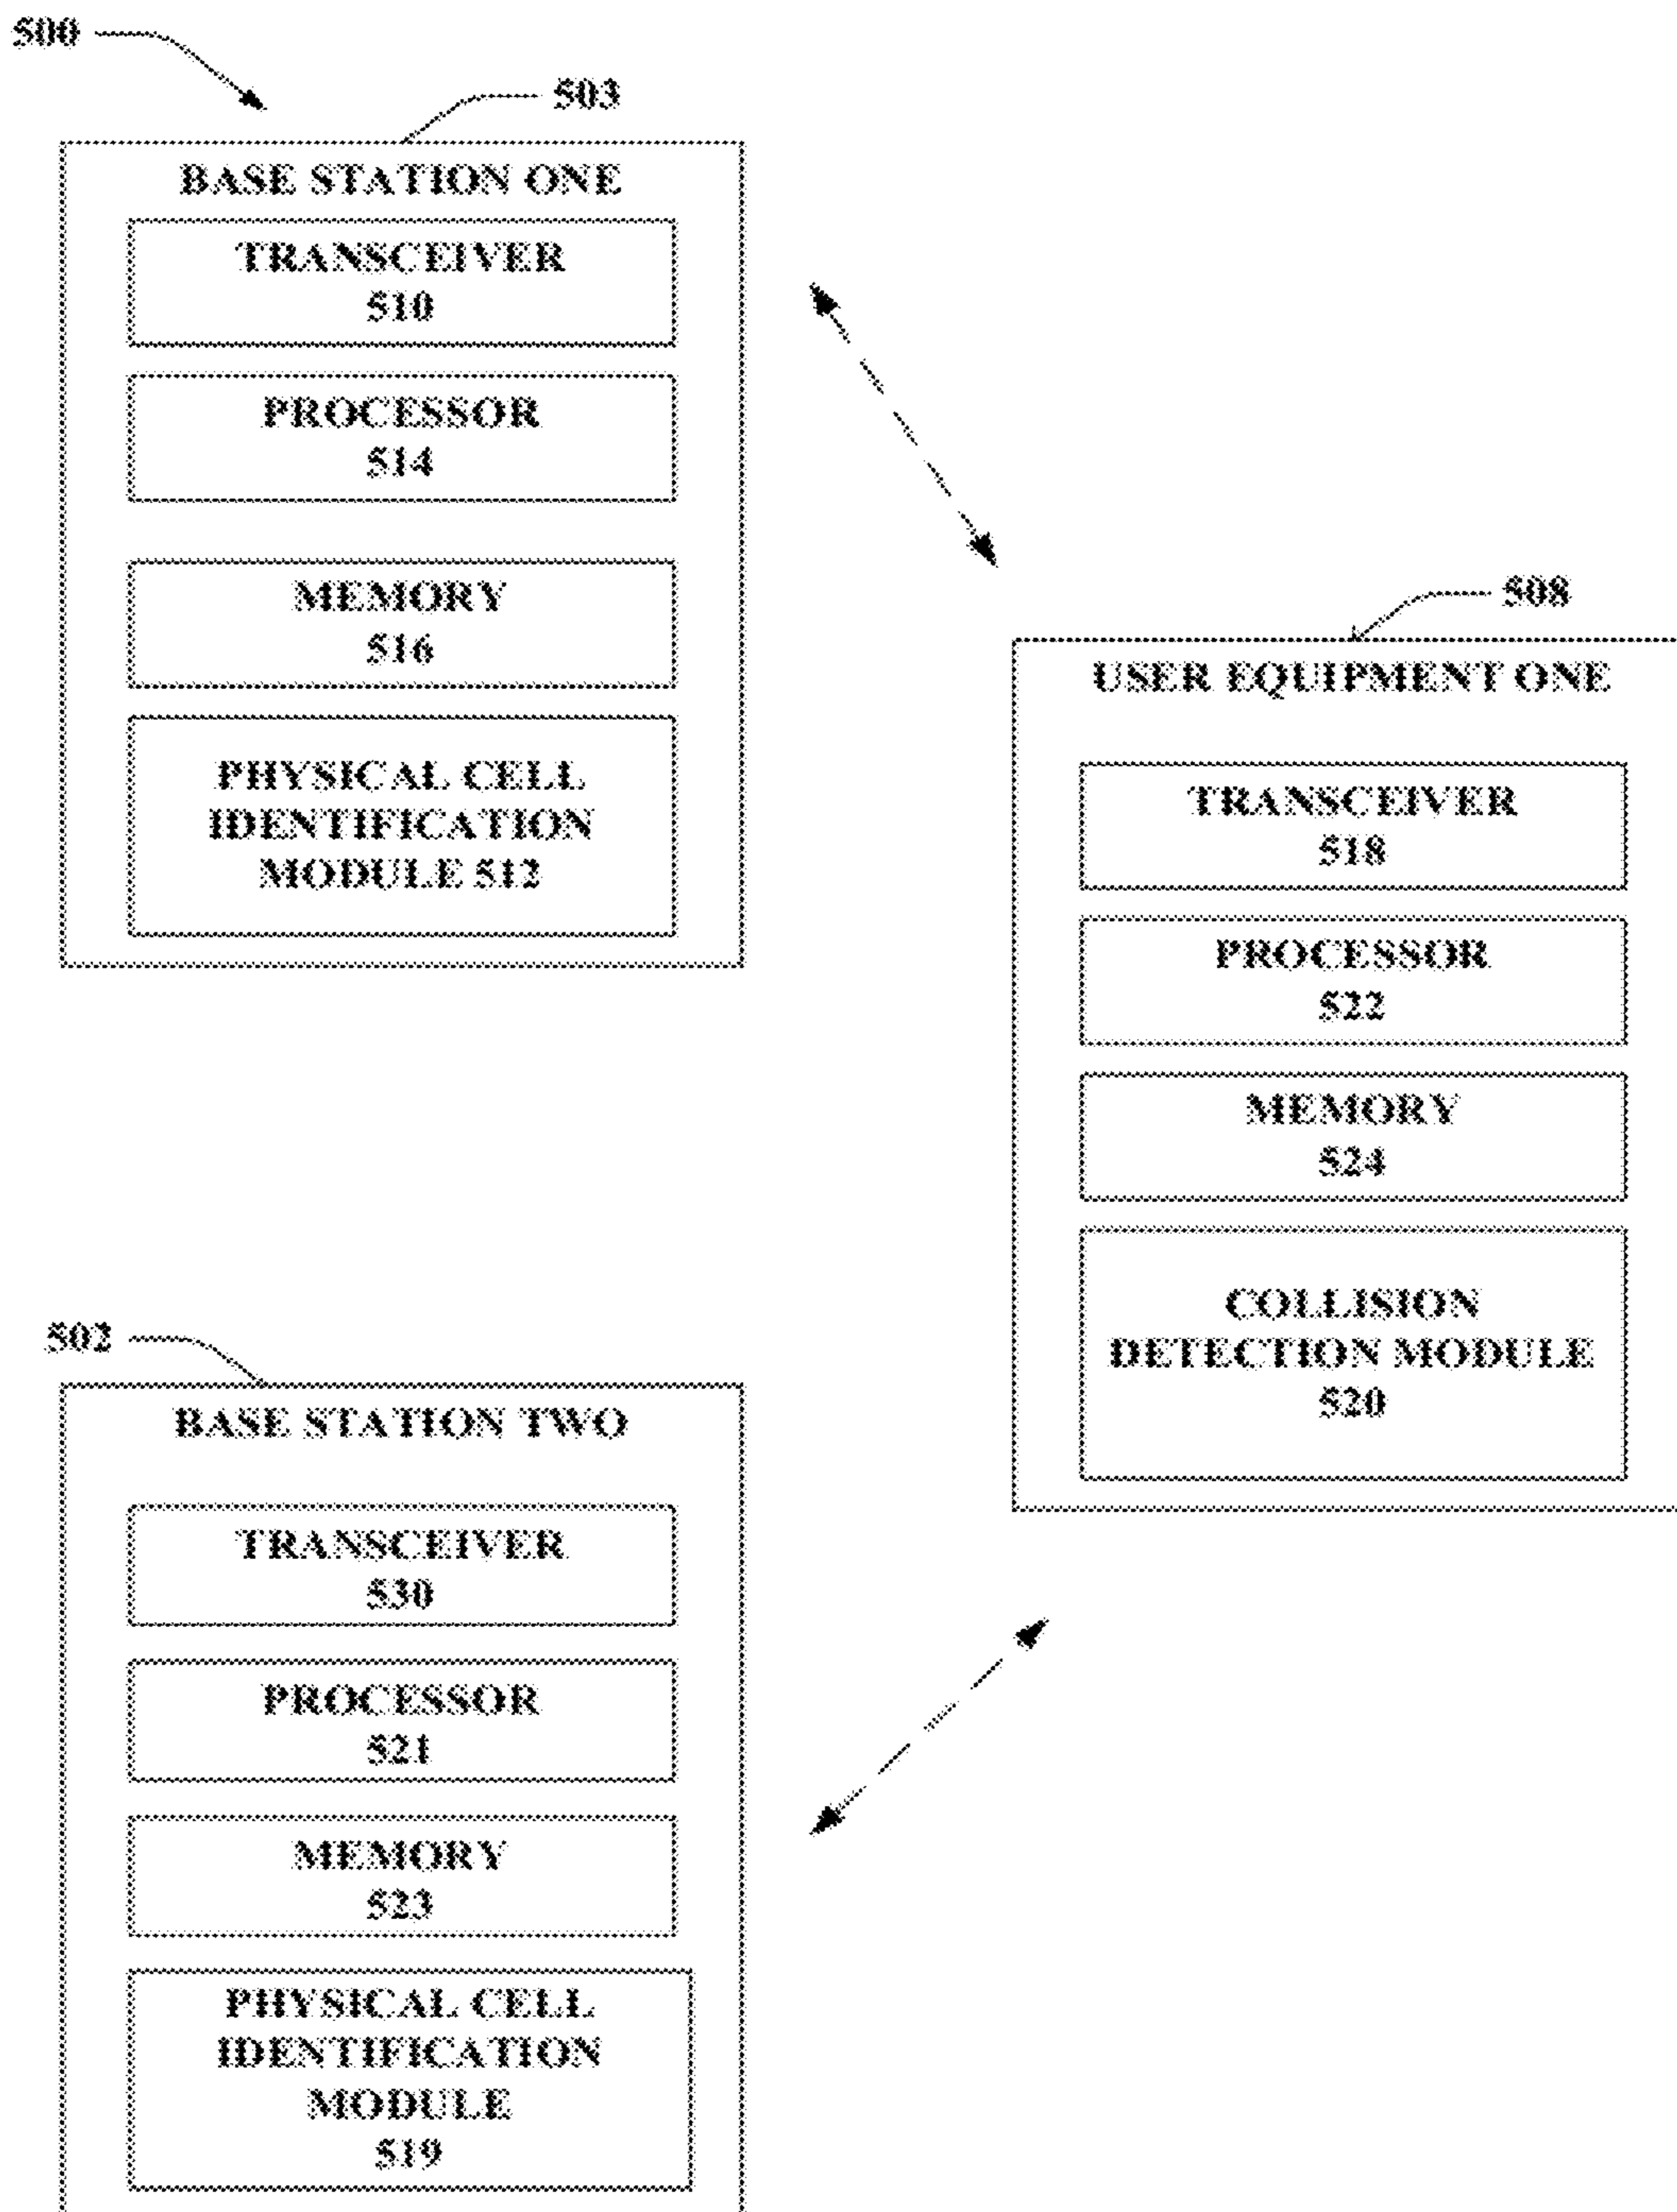 500
503
BASE STATION ONE
TRANSCEIVER
510
PROCESSOR
514
MEMORY
516
PHYSICAL CELL
IDENTIFICATION
MODULE 512
508
USER EQUIPMENT ONE
TRANSCEIVER
518
PROCESSOR
522
MEMORY
524
COLLISION
DETECTION MODULE
520
502
BASE STATION TWO
TRANSCEIVER
530
PROCESSOR
521
MEMORY
523
PHYSICAL CELL
IDENTIFICATION
MODULE
519